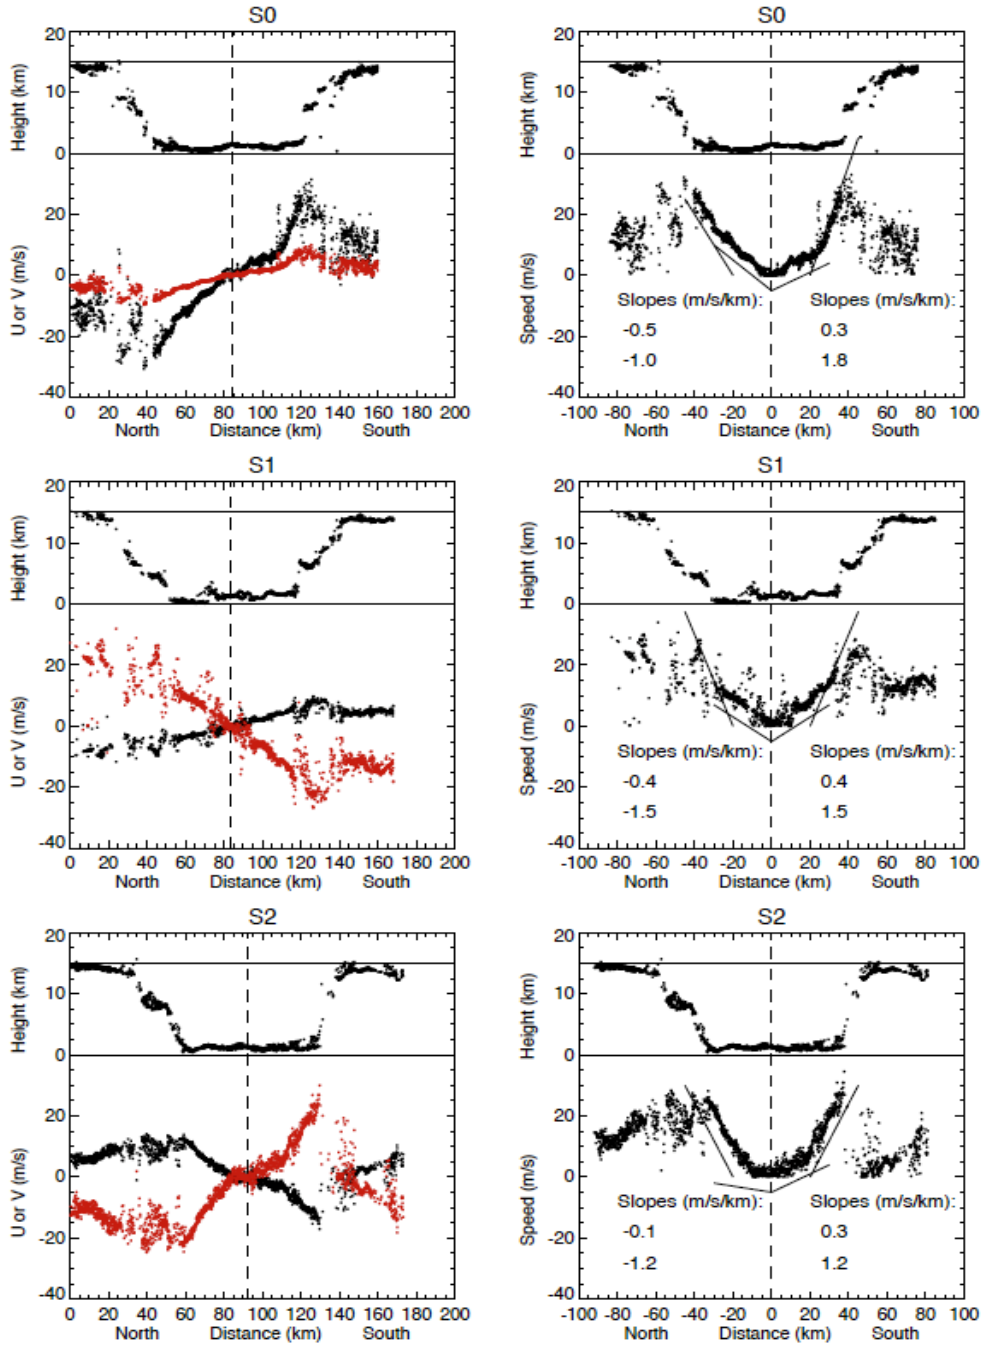 S0 S0
20 20
Height (km) Height (km)
10 10
0 0
20 20
U or V (m/s) Speed (m/s)
0 0
Slopes (m/s/km): Slopes (m/s/km):
-0.5 0.3
-20 -20
-1.0 1.8
-40 -40
0 20 40 60 80 100 120 140 160 180 200 -100 -80 -60 -40 -20 0 20 40 60 80 100
North Distance (km) South North Distance (km) South
S1 S1
20 20
Height (km) Height (km)
10 10
0 0
20 20
U or V (m/s) Speed (m/s)
0 0
Slopes (m/s/km): Slopes (m/s/km):
-0.4 0.4
-20 -20
-1.5 1.5
-40 -40
0 20 40 60 80 100 120 140 160 180 200 -100 -80 -60 -40 -20 0 20 40 60 80 100
North Distance (km) South North Distance (km) South
S2 S2
20 20
Height (km) Height (km)
10 10
0 0
20 20
U or V (m/s) Speed (m/s)
0 0
Slopes (m/s/km): Slopes (m/s/km):
-0.1 0.3
-20 -20
-1.2 1.2
-40 -40
0 20 40 60 80 100 120 140 160 180 200 -100 -80 -60 -40 -20 0 20 40 60 80 100
North Distance (km) South North Distance (km) South